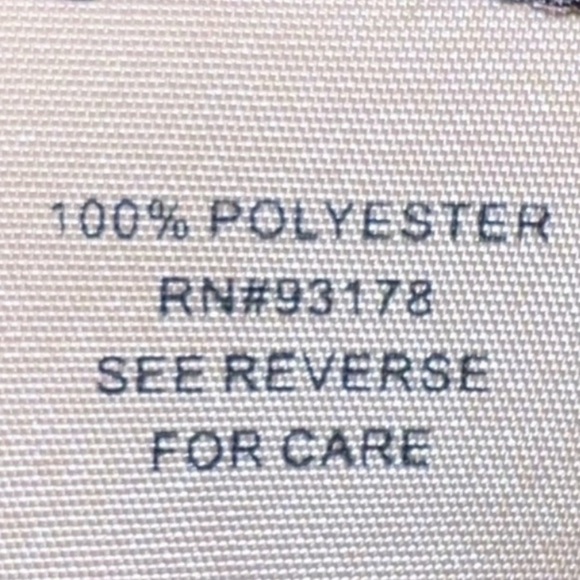 100% POLYESTER
RN#93178
SEE REVERSE
FOR CARE